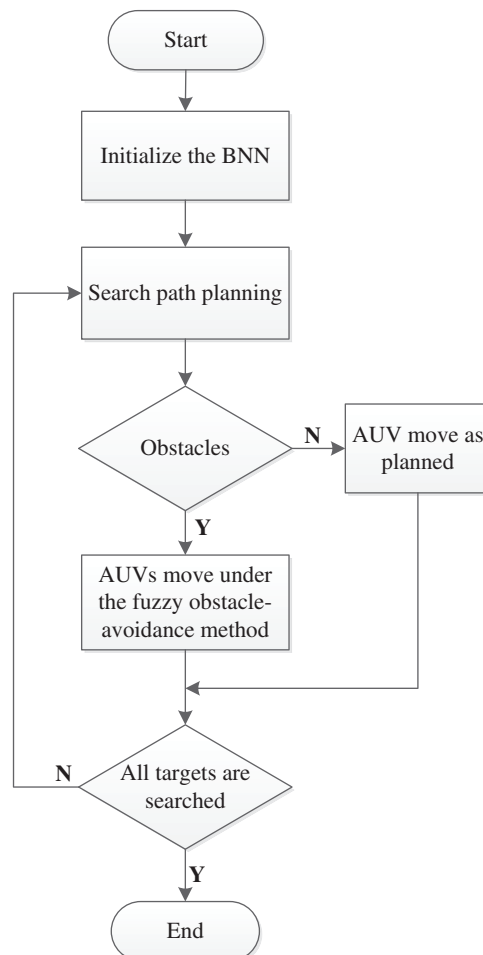 Start
Initialize the BNN
Search path planning
Obstacles
N
AUV move as
planned
Y
AUVs move under
the fuzzy obstacle-
avoidance method
N
All targets are
searched
Y
End